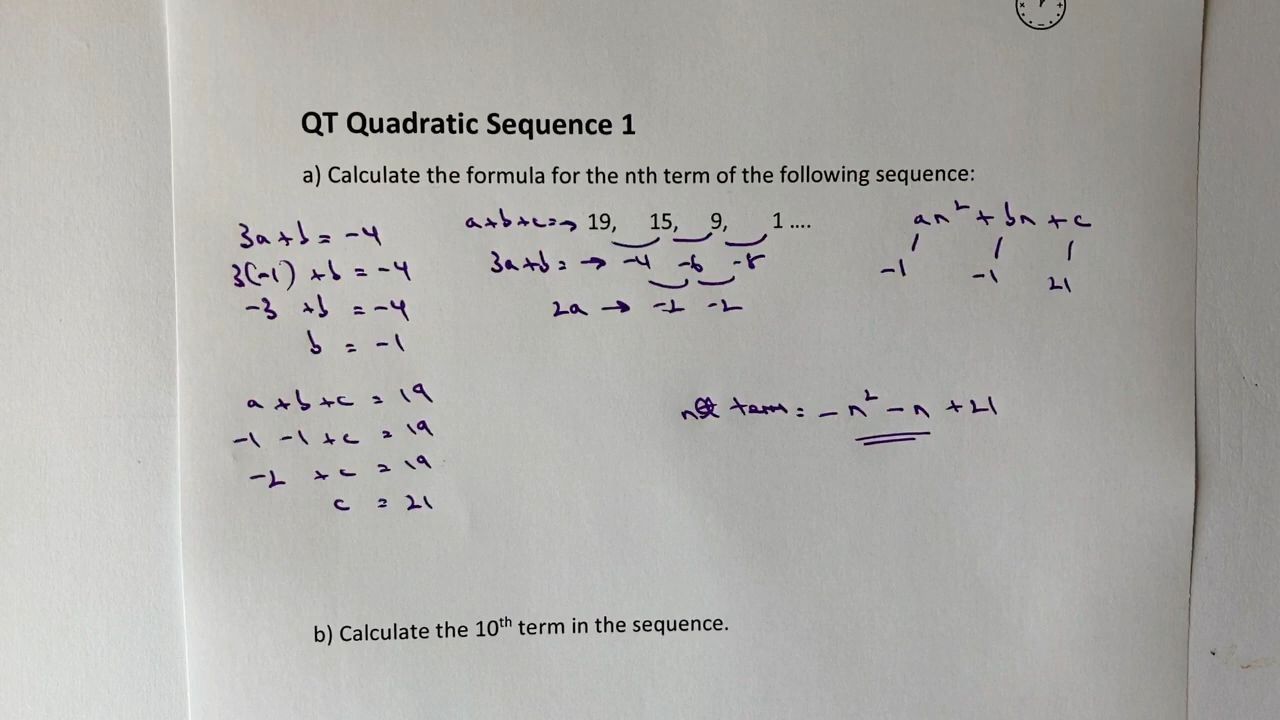 QT Quadratic Sequence 1
a) Calculate the formula for the nth term of the following sequence:
a+b+c=→ 19, 15, 9, 1 ....
an² + bn + c
3a+b = → -4 -6 -8
-1 -1 21
2a → -2 -2
3a+b = -4
3(-1) +b = -4
-3 +b = -4
b = -1
a+b+c = 19
-1 -1 +c = 19
-2 +c = 19
c = 21
term = -n² - n + 21
b) Calculate the 10th term in the sequence.